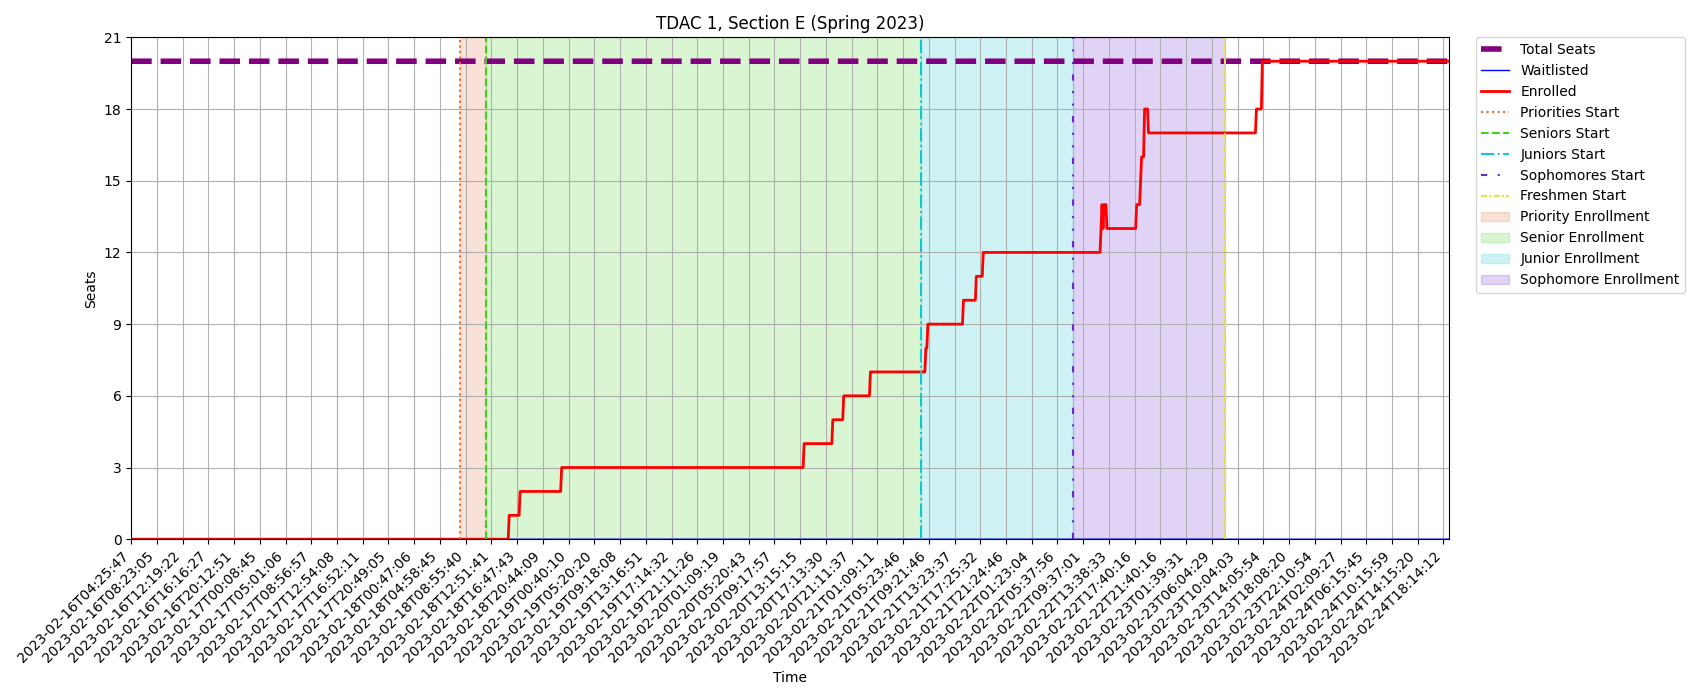 TDAC 1, Section E (Spring 2023)
21
18
15
12
9
6
3
0
Seats
2023-02-16T04:25:47
2023-02-16T08:23:05
2023-02-16T12:19:22
2023-02-16T16:16:27
2023-02-16T20:12:51
2023-02-17T00:08:45
2023-02-17T05:01:06
2023-02-17T08:56:57
2023-02-17T12:54:08
2023-02-17T16:52:11
2023-02-17T20:49:05
2023-02-18T00:47:06
2023-02-18T04:58:45
2023-02-18T08:55:40
2023-02-18T12:51:41
2023-02-18T16:47:43
2023-02-18T20:44:09
2023-02-19T00:40:10
2023-02-19T05:20:20
2023-02-19T09:18:08
2023-02-19T13:16:51
2023-02-19T17:14:32
2023-02-19T21:11:26
2023-02-20T01:09:19
2023-02-20T05:20:43
2023-02-20T09:17:57
2023-02-20T13:15:15
2023-02-20T17:13:30
2023-02-20T21:11:37
2023-02-21T01:09:11
2023-02-21T05:23:46
2023-02-21T09:21:46
2023-02-21T13:23:37
2023-02-21T17:25:32
2023-02-21T21:24:46
2023-02-22T01:23:04
2023-02-22T05:37:56
2023-02-22T09:37:01
2023-02-22T13:38:33
2023-02-22T17:40:16
2023-02-22T21:40:16
2023-02-23T01:39:31
2023-02-23T06:04:29
2023-02-23T10:04:03
2023-02-23T14:05:54
2023-02-23T18:08:20
2023-02-23T22:10:54
2023-02-24T02:09:27
2023-02-24T06:15:45
2023-02-24T10:15:59
2023-02-24T14:15:20
2023-02-24T18:14:12
Time
Total Seats
Waitlisted
Enrolled
Priorities Start
Seniors Start
Juniors Start
Sophomores Start
Freshmen Start
Priority Enrollment
Senior Enrollment
Junior Enrollment
Sophomore Enrollment